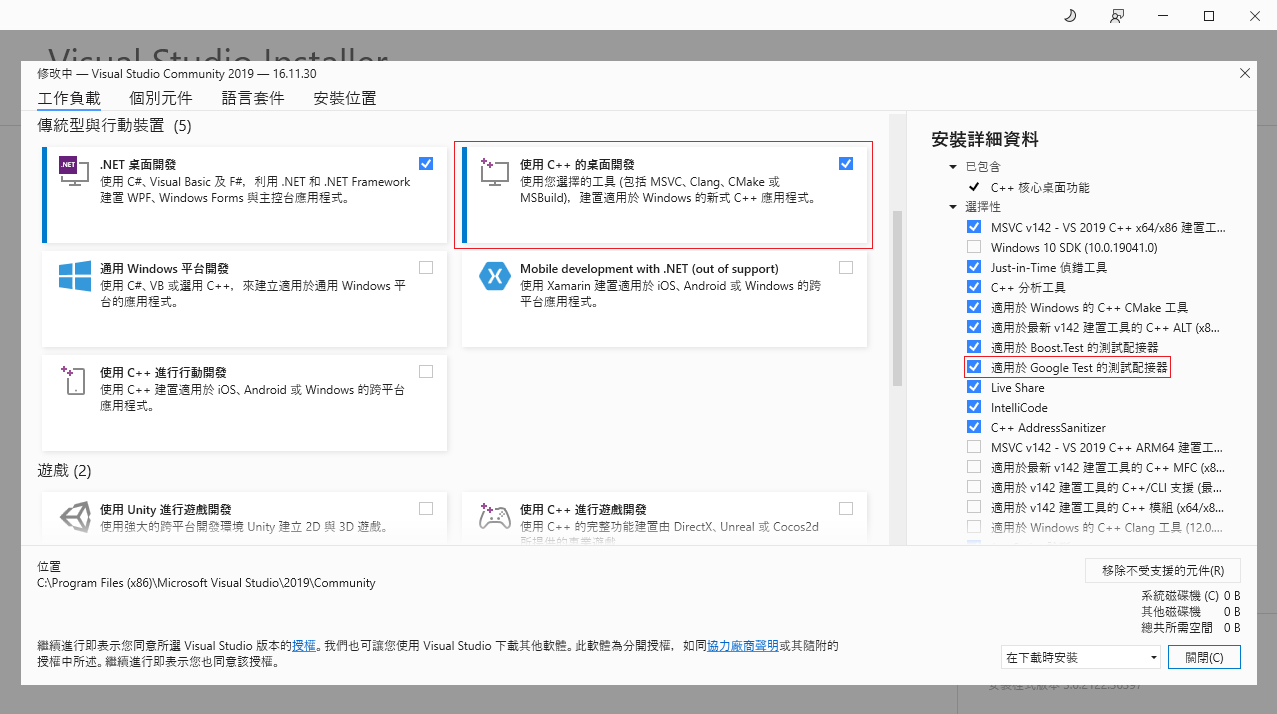 Visual Studio Installer
修改中 — Visual Studio Community 2019 — 16.11.30
工作負載 個別元件 語言套件 安裝位置
傳統型與行動裝置 (5)
.NET
.NET 桌面開發
使用 C#、Visual Basic 及 F#，利用 .NET 和 .NET Framework
建置 WPF、Windows Forms 與主控台應用程式。
使用 C++ 的桌面開發
使用您選擇的工具 (包括 MSVC、Clang、CMake 或
MSBuild)，建置適用於 Windows 的新式 C++ 應用程式。
通用 Windows 平台開發
使用 C#、VB 或選用 C++，來建立適用於通用 Windows 平
台的應用程式。
Mobile development with .NET (out of support)
使用 Xamarin 建置適用於 iOS、Android 或 Windows 的跨
平台應用程式。
使用 C++ 進行行動開發
使用 C++ 建置適用於 iOS、Android 或 Windows 的跨平台
應用程式。
遊戲 (2)
使用 Unity 進行遊戲開發
使用強大的跨平台開發環境 Unity 建立 2D 與 3D 遊戲。
使用 C++ 進行遊戲開發
使用 C++ 的完整功能建置由 DirectX、Unreal 或 Cocos2d
所提供的專業遊戲
安裝詳細資料
已包含
C++ 核心桌面功能
選擇性
MSVC v142 - VS 2019 C++ x64/x86 建置工...
Windows 10 SDK (10.0.19041.0)
Just-in-Time 偵錯工具
C++ 分析工具
適用於 Windows 的 C++ CMake 工具
適用於最新 v142 建置工具的 C++ ATL (x8...
適用於 Boost.Test 的測試配接器
適用於 Google Test 的測試配接器
Live Share
IntelliCode
C++ AddressSanitizer
MSVC v142 - VS 2019 C++ ARM64 建置工...
適用於最新 v142 建置工具的 C++ MFC (x8...
適用於 v142 建置工具的 C++/CLI 支援 (最...
適用於 v142 建置工具的 C++ 模組 (x64/x8...
適用於 Windows 的 C++ Clang 工具 (12.0....
位置
C:\Program Files (x86)\Microsoft Visual Studio\2019\Community
移除不受支援的元件(R)
系統磁碟機 (C) 0 B
其他磁碟機 0 B
總共所需空間 0 B
繼續進行即表示您同意所選 Visual Studio 版本的授權。我們也可讓您使用 Visual Studio 下載其他軟體。此軟體為分開授權，如同協力廠商聲明或其隨附的
授權中所述。繼續進行即表示您也同意該授權。
在下載時安裝
關閉(C)